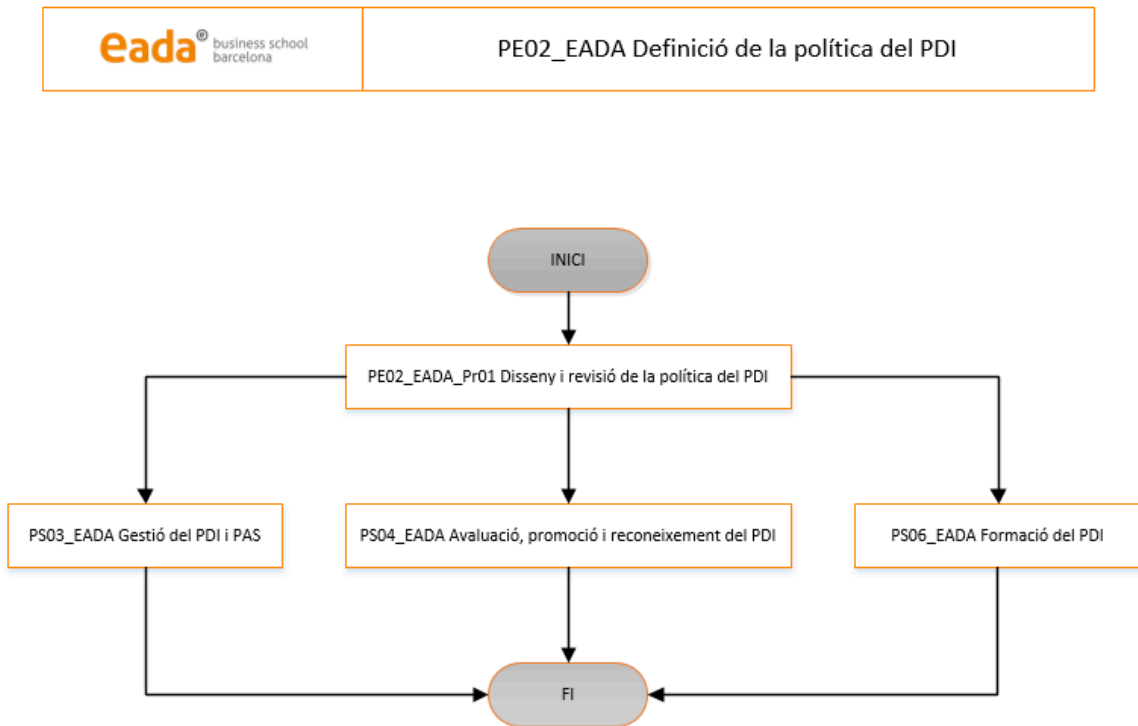 eada® business school
barcelona
PE02_EADA Definició de la política del PDI
INICI
PE02_EADA_Pr01 Disseny i revisió de la política del PDI
PS03_EADA Gestió del PDI i PAS
PS04_EADA Avaluació, promoció i reconeixement del PDI
PS06_EADA Formació del PDI
FI